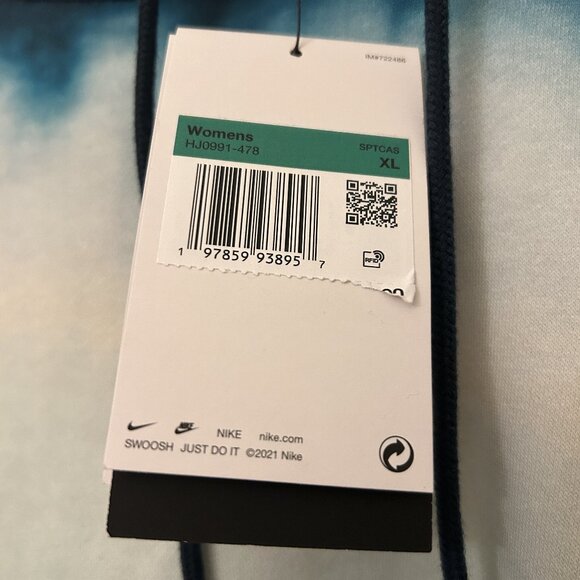 IM#722486
Womens
HJ0991-478 SPTCAS
XL
1 97859 93895 7
RFID
NIKE nike.com
SWOOSH JUST DO IT ©2021 Nike